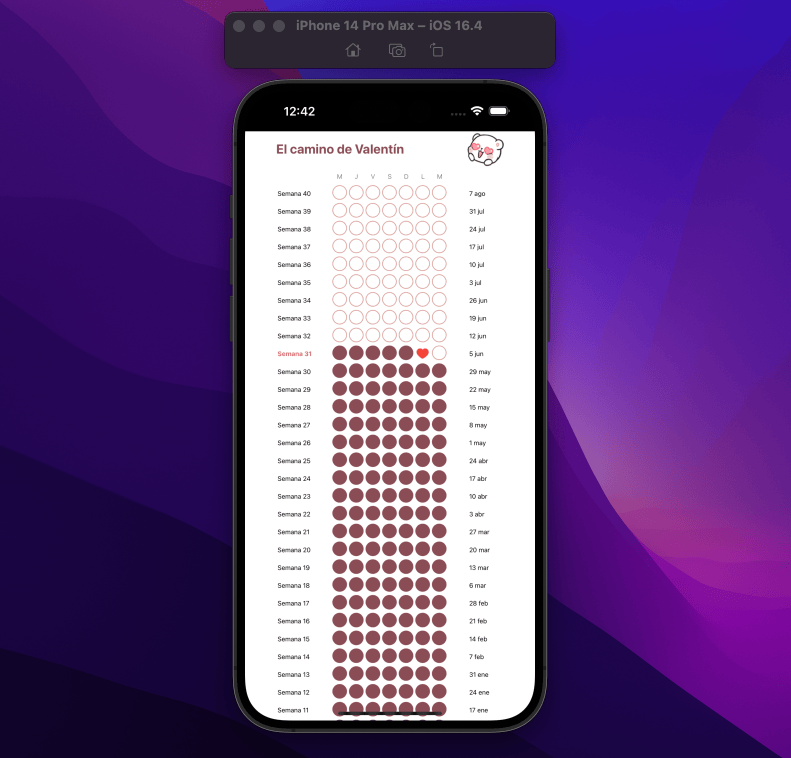 iPhone 14 Pro Max – iOS 16.4
12:42
El camino de Valentín
M J V S D L M
Semana 40 7 ago
Semana 39 31 jul
Semana 38 24 jul
Semana 37 17 jul
Semana 36 10 jul
Semana 35 3 jul
Semana 34 26 jun
Semana 33 19 jun
Semana 32 12 jun
Semana 31 5 jun
Semana 30 29 may
Semana 29 22 may
Semana 28 15 may
Semana 27 8 may
Semana 26 1 may
Semana 25 24 abr
Semana 24 17 abr
Semana 23 10 abr
Semana 22 3 abr
Semana 21 27 mar
Semana 20 20 mar
Semana 19 13 mar
Semana 18 6 mar
Semana 17 28 feb
Semana 16 21 feb
Semana 15 14 feb
Semana 14 7 feb
Semana 13 31 ene
Semana 12 24 ene
Semana 11 17 ene